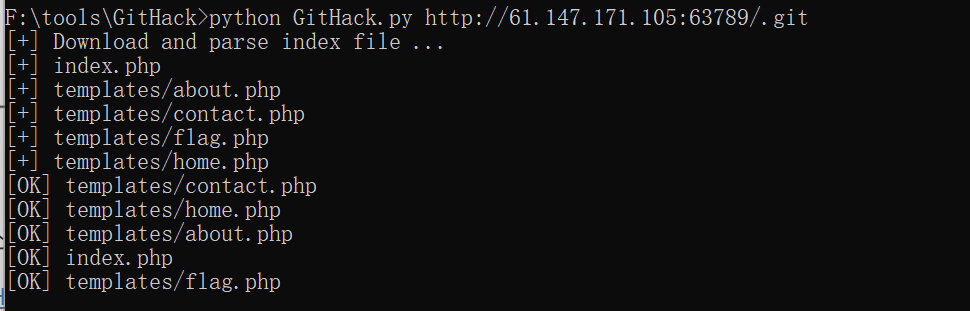 F:\tools\GitHack>python GitHack.py http://61.147.171.105:63789/.git
[+] Download and parse index file ...
[+] index.php
[+] templates/about.php
[+] templates/contact.php
[+] templates/flag.php
[+] templates/home.php
[OK] templates/contact.php
[OK] templates/home.php
[OK] templates/about.php
[OK] index.php
[OK] templates/flag.php